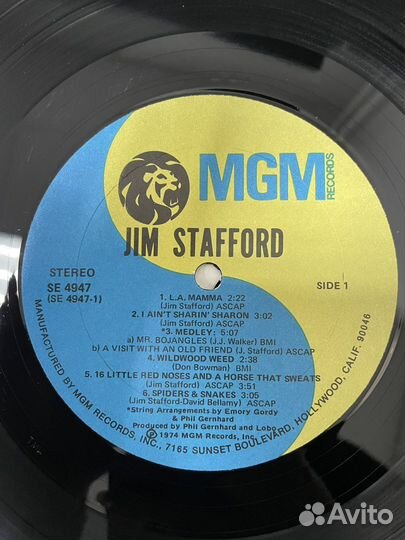 MGM
RECORDS
JIM STAFFORD
STEREO
SE 4947
(SE 4947-1)
SIDE 1
1. L.A. MAMMA 2:22
(Jim Stafford) ASCAP
2. I AIN'T SHARIN' SHARON 3:02
(Jim Stafford) ASCAP
*3. MEDLEY: 5:05
a) MR. BOJANGLES (J.J. Walker) BMI
b) A VISIT WITH AN OLD FRIEND (J. Stafford) ASCAP
4. WILDWOOD WEED 2:38
(Don Bowman) BMI
5. 16 LITTLE RED NOSES AND A HORSE THAT SWEATS
(Jim Stafford) ASCAP 3:51
6. SPIDERS & SNAKES 3:05
(Jim Stafford-David Bellamy) ASCAP
*String Arrangements by Emory Gordy
& Phil Gernhard
Produced by Phil Gernhard and Lobo
℗ 1974 MGM Records, Inc.
MANUFACTURED BY MGM RECORDS, INC., 7165 SUNSET BOULEVARD, HOLLYWOOD, CALIF. 90046
Avito